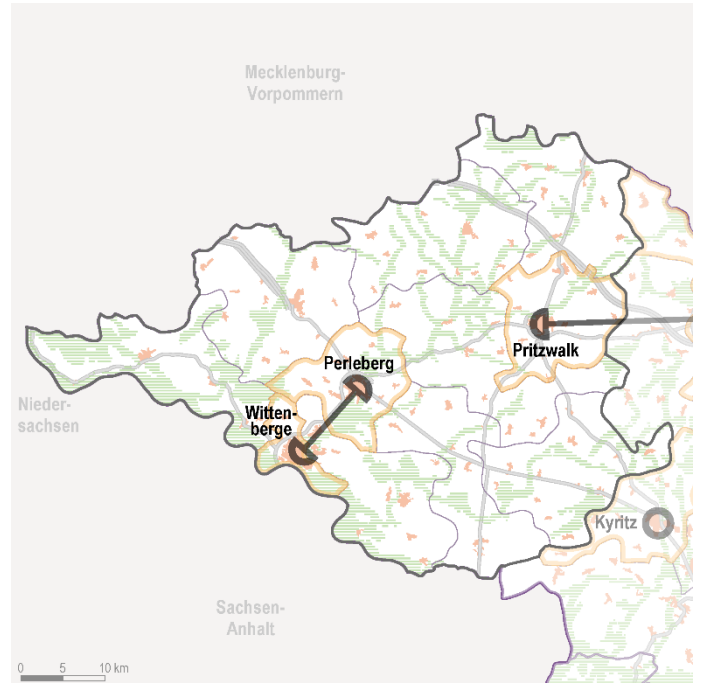 Mecklenburg-
Vorpommern
Pritzwalk
Perleberg
Nieder-
sachsen
Witten-
berge
Kyritz
Sachsen-
Anhalt
0 5 10 km